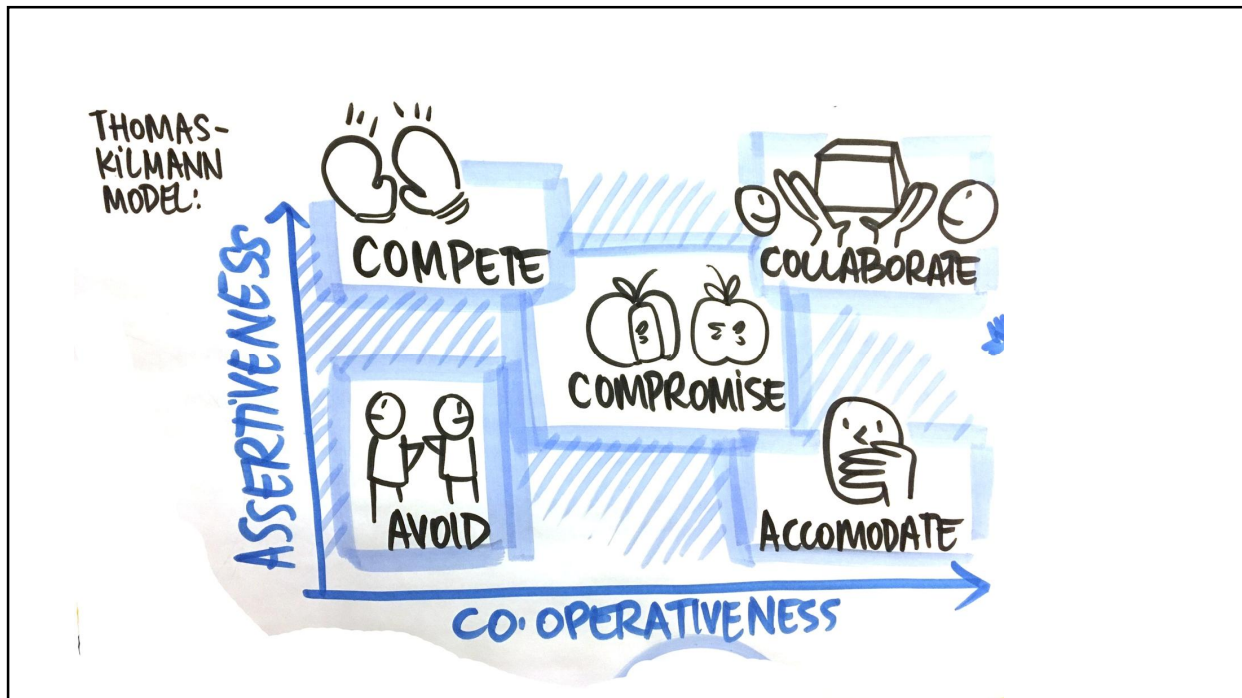 THOMAS-
KILMANN
MODEL:
COMPETE
COLLABORATE
COMPROMISE
AVOID
ACCOMODATE
ASSERTIVENESS
CO·OPERATIVENESS